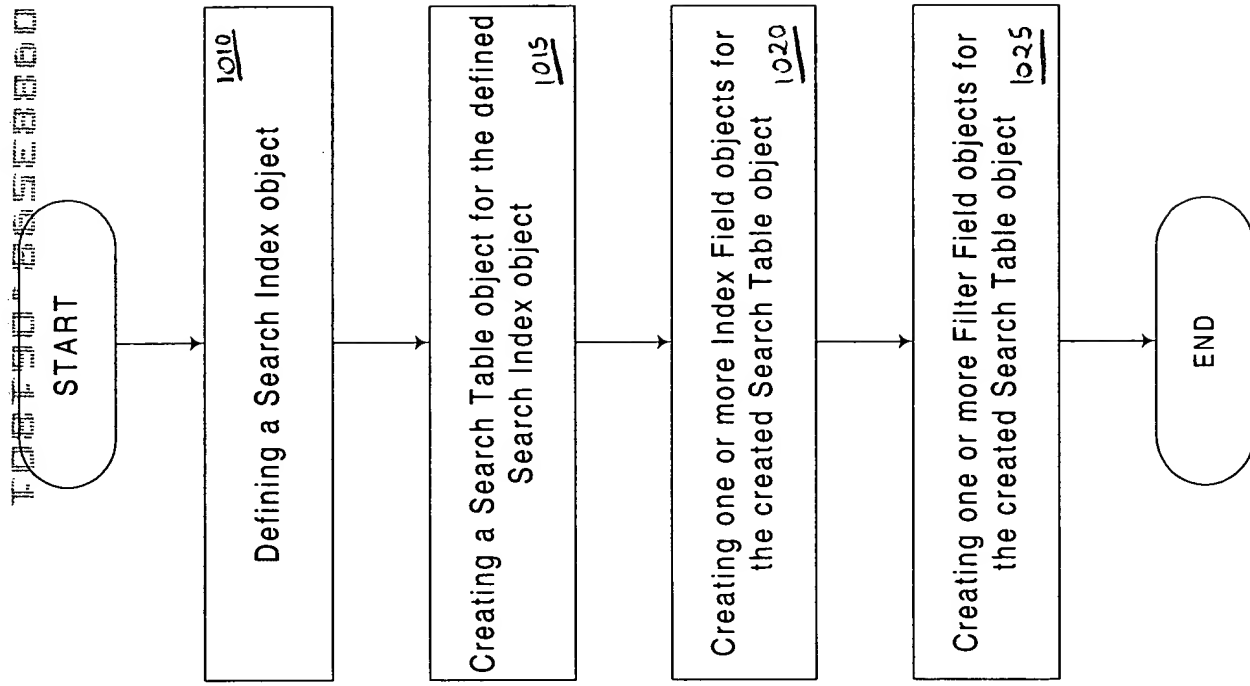 START
1010
Defining a Search Index object
Creating a Search Table object for the defined
Search Index object
1015
Creating one or more Index Field objects for
the created Search Table object
1020
Creating one or more Filter Field objects for
the created Search Table object
1025
END